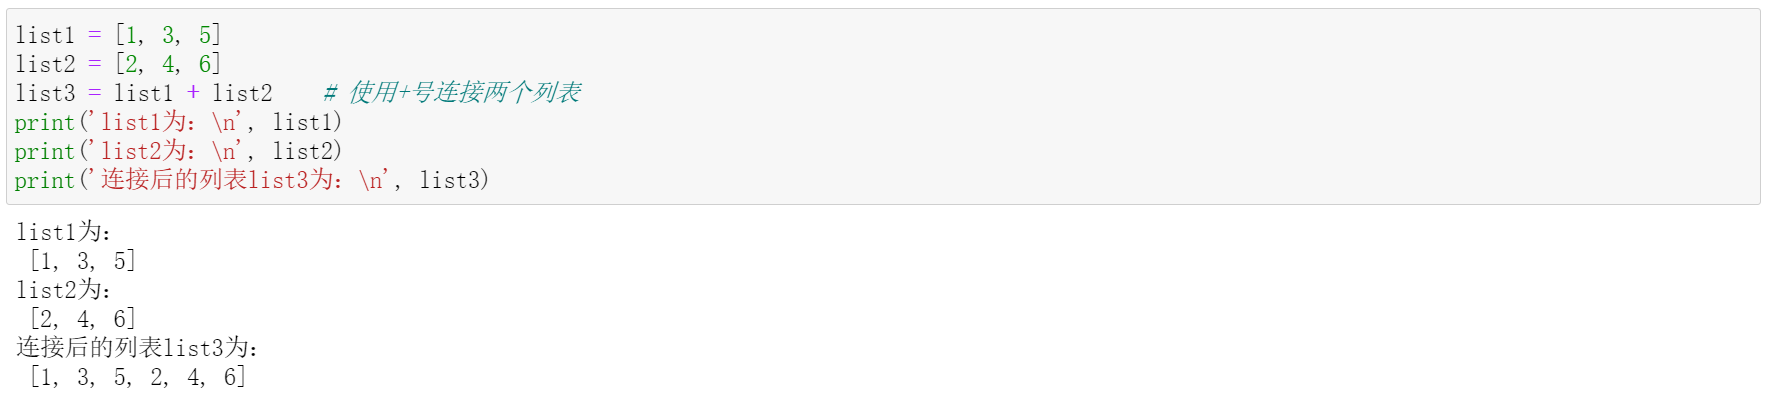 list1 = [1, 3, 5]
list2 = [2, 4, 6]
list3 = list1 + list2    # 使用+号连接两个列表
print('list1为：\n', list1)
print('list2为：\n', list2)
print('连接后的列表list3为：\n', list3)
list1为：
 [1, 3, 5]
list2为：
 [2, 4, 6]
连接后的列表list3为：
 [1, 3, 5, 2, 4, 6]